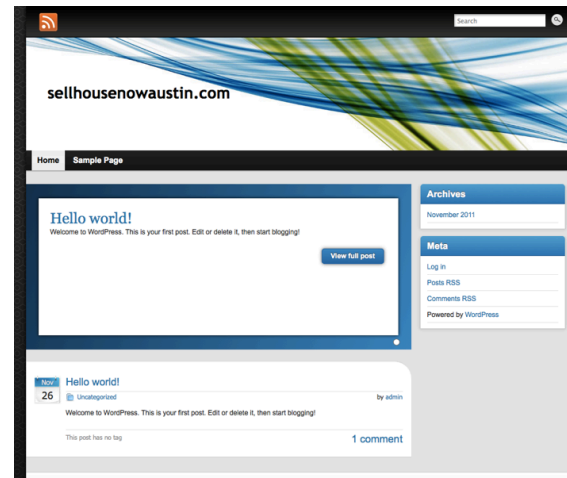 Search
sellhousenowaustin.com
Home Sample Page
Hello world!
Welcome to WordPress. This is your first post. Edit or delete it, then start blogging!
View full post
Archives
November 2011
Meta
Log in
Posts RSS
Comments RSS
Powered by WordPress
Nov
26
Hello world!
Uncategorized
by admin
Welcome to WordPress. This is your first post. Edit or delete it, then start blogging!
This post has no tag
1 comment